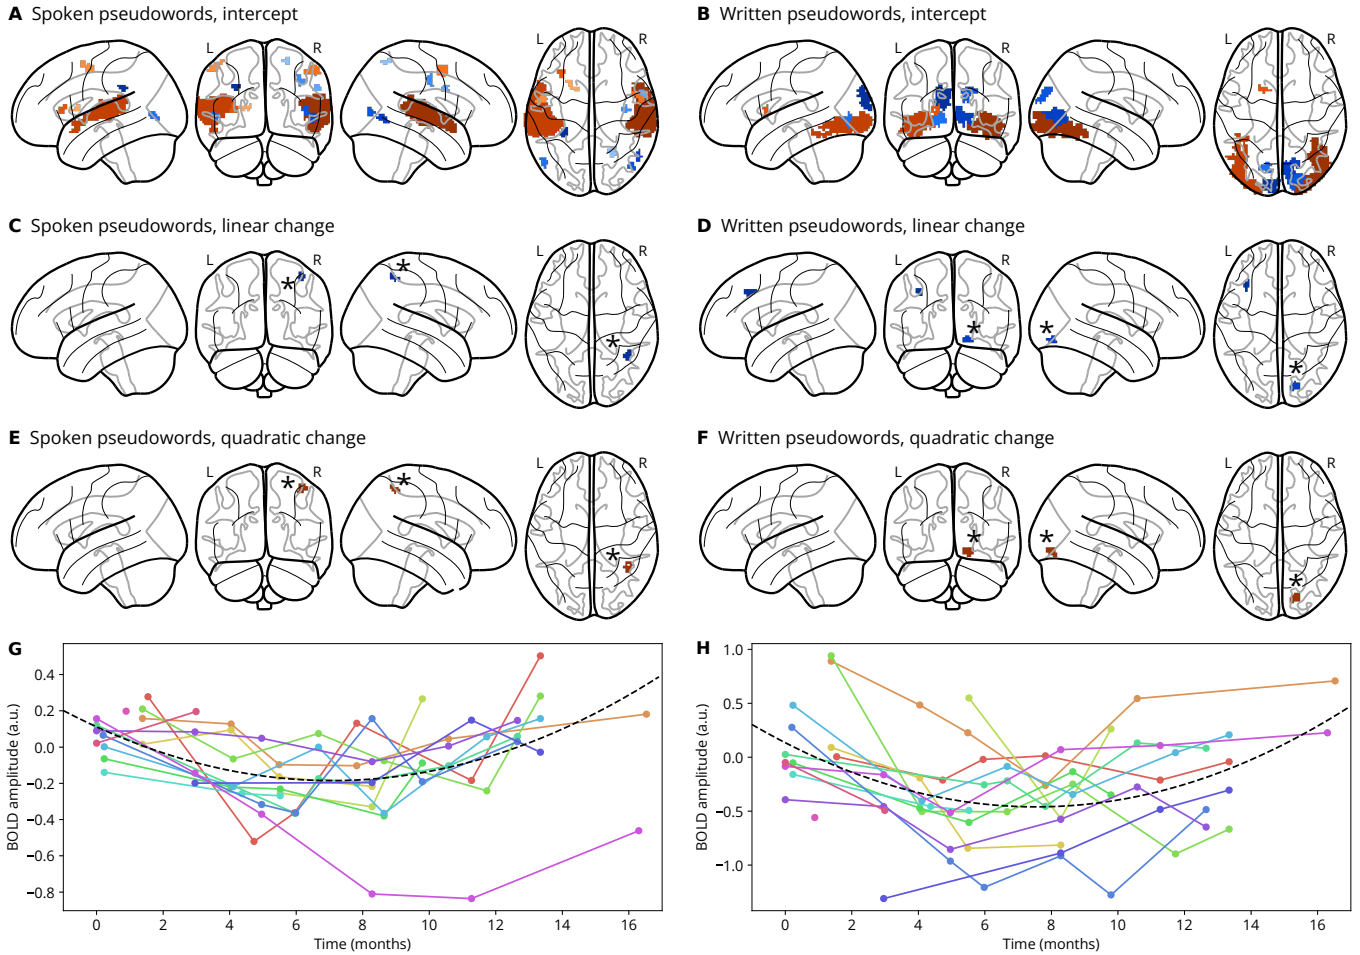 A Spoken pseudowords, intercept
L R L R
B Written pseudowords, intercept
L R L R
C Spoken pseudowords, linear change
L R L R
* * *
D Written pseudowords, linear change
L R L R
* * *
E Spoken pseudowords, quadratic change
L R L R
* * *
F Written pseudowords, quadratic change
L R L R
* * *
G
BOLD amplitude (a.u.)
0.4
0.2
0.0
−0.2
−0.4
−0.6
−0.8
0 2 4 6 8 10 12 14 16
Time (months)
H
BOLD amplitude (a.u.)
1.0
0.5
0.0
−0.5
−1.0
0 2 4 6 8 10 12 14 16
Time (months)